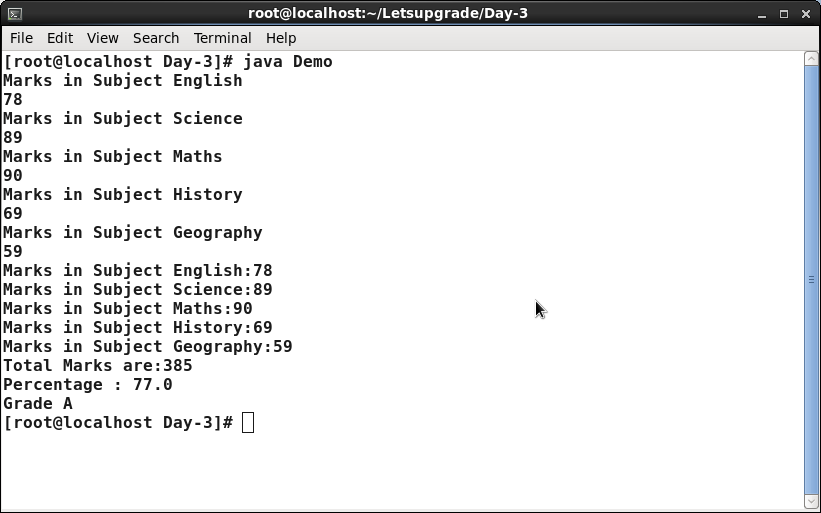 root@localhost:~/Letsupgrade/Day-3
File Edit View Search Terminal Help
[root@localhost Day-3]# java Demo
Marks in Subject English
78
Marks in Subject Science
89
Marks in Subject Maths
90
Marks in Subject History
69
Marks in Subject Geography
59
Marks in Subject English:78
Marks in Subject Science:89
Marks in Subject Maths:90
Marks in Subject History:69
Marks in Subject Geography:59
Total Marks are:385
Percentage : 77.0
Grade A
[root@localhost Day-3]#